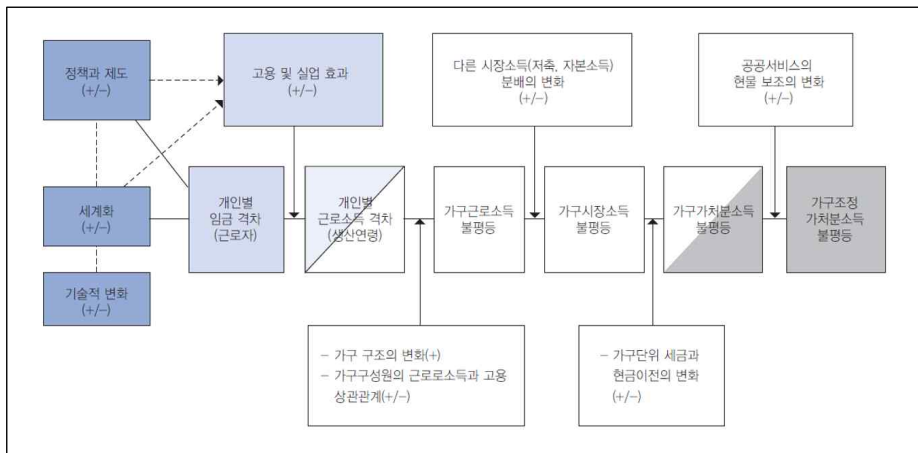 정책과 제도
(+/−)
고용 및 실업 효과
(+/−)
다른 시장소득(저축, 자본소득)
분배의 변화
(+/−)
공공서비스의
현물 보조의 변화
(+/−)
세계화
(+/−)
개인별
임금 격차
(근로자)
개인별
근로소득 격차
(생산연령)
가구근로소득
불평등
가구시장소득
불평등
가구가처분소득
불평등
가구조정
가처분소득
불평등
기술적 변화
(+/−)
− 가구 구조의 변화(+)
− 가구구성원의 근로로소득과 고용
상관관계(+/−)
− 가구단위 세금과
현금이전의 변화
(+/−)